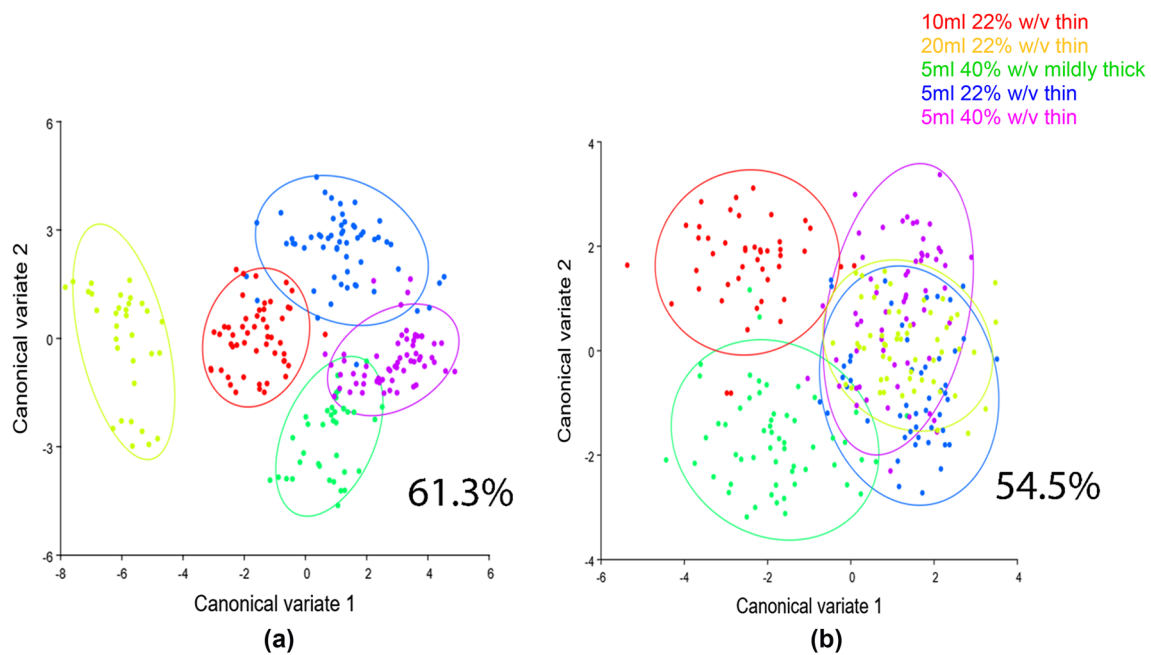 10ml 22% w/v thin
20ml 22% w/v thin
5ml 40% w/v mildly thick
5ml 22% w/v thin
5ml 40% w/v thin
6
3
0
-3
-6
Canonical variate 2
-8
-6
-4
-2
0
2
4
6
Canonical variate 1
61.3%
(a)
4
2
0
-2
-4
Canonical variate 2
-6
-4
-2
0
2
4
Canonical variate 1
54.5%
(b)